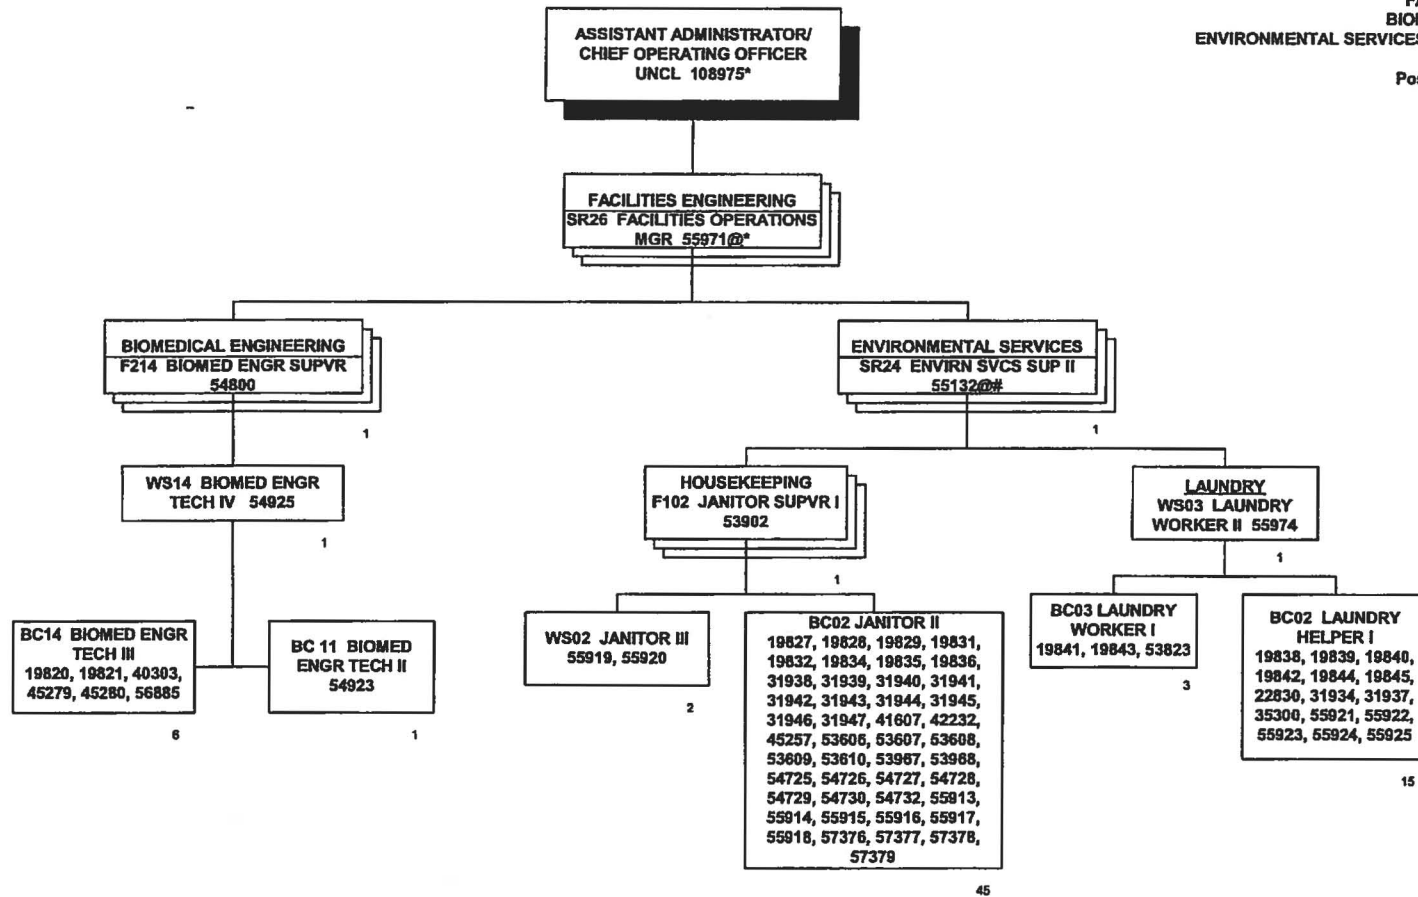 ASSISTANT ADMINISTRATOR/
CHIEF OPERATING OFFICER
UNCL 108975*
BIO
ENVIRONMENTAL SERVICES
Pos
FACILITIES ENGINEERING
SR26 FACILITIES OPERATIONS
MGR 55971@*
BIOMEDICAL ENGINEERING
F214 BIOMED ENGR SUPVR
54800
1
ENVIRONMENTAL SERVICES
SR24 ENVIRN SVCS SUP II
55132@#
1
WS14 BIOMED ENGR
TECH IV 54925
1
HOUSEKEEPING
F102 JANITOR SUPVR I
53902
1
LAUNDRY
WS03 LAUNDRY
WORKER II 55974
1
BC14 BIOMED ENGR
TECH III
19820, 19821, 40303,
45279, 45280, 56885
6
BC 11 BIOMED
ENGR TECH II
54923
1
WS02 JANITOR III
55919, 55920
2
BC02 JANITOR II
19827, 19828, 19829, 19831,
19832, 19834, 19835, 19836,
31938, 31939, 31940, 31941,
31942, 31943, 31944, 31945,
31946, 31947, 41607, 42232,
45257, 53606, 53607, 53608,
53609, 53610, 53967, 53968,
54725, 54726, 54727, 54728,
54729, 54730, 54732, 55913,
55914, 55915, 55916, 55917,
55918, 57376, 57377, 57378,
57379
45
BC03 LAUNDRY
WORKER I
19841, 19843, 53823
3
BC02 LAUNDRY
HELPER I
19838, 19839, 19840,
19842, 19844, 19845,
22830, 31934, 31937,
35300, 55921, 55922,
55923, 55924, 55925
15